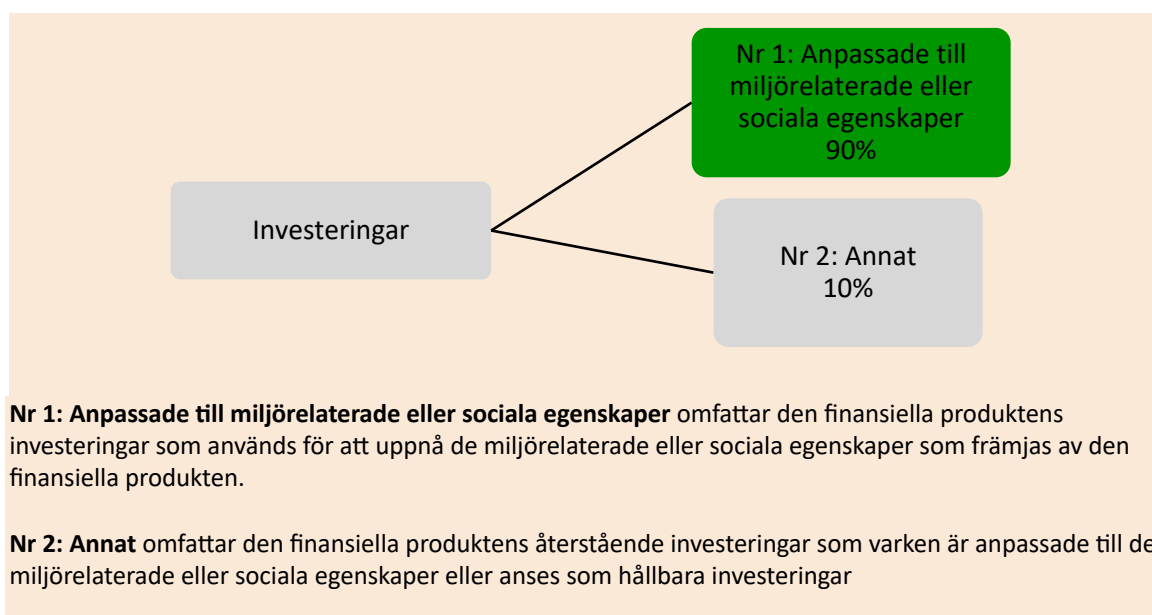 Nr 1: Anpassade till
miljörelaterade eller
sociala egenskaper
90%
Investeringar
Nr 2: Annat
10%
Nr 1: Anpassade till miljörelaterade eller sociala egenskaper omfattar den finansiella produktens
investeringar som används för att uppnå de miljörelaterade eller sociala egenskaper som främjas av den
finansiella produkten.
Nr 2: Annat omfattar den finansiella produktens återstående investeringar som varken är anpassade till de
miljörelaterade eller sociala egenskaper eller anses som hållbara investeringar